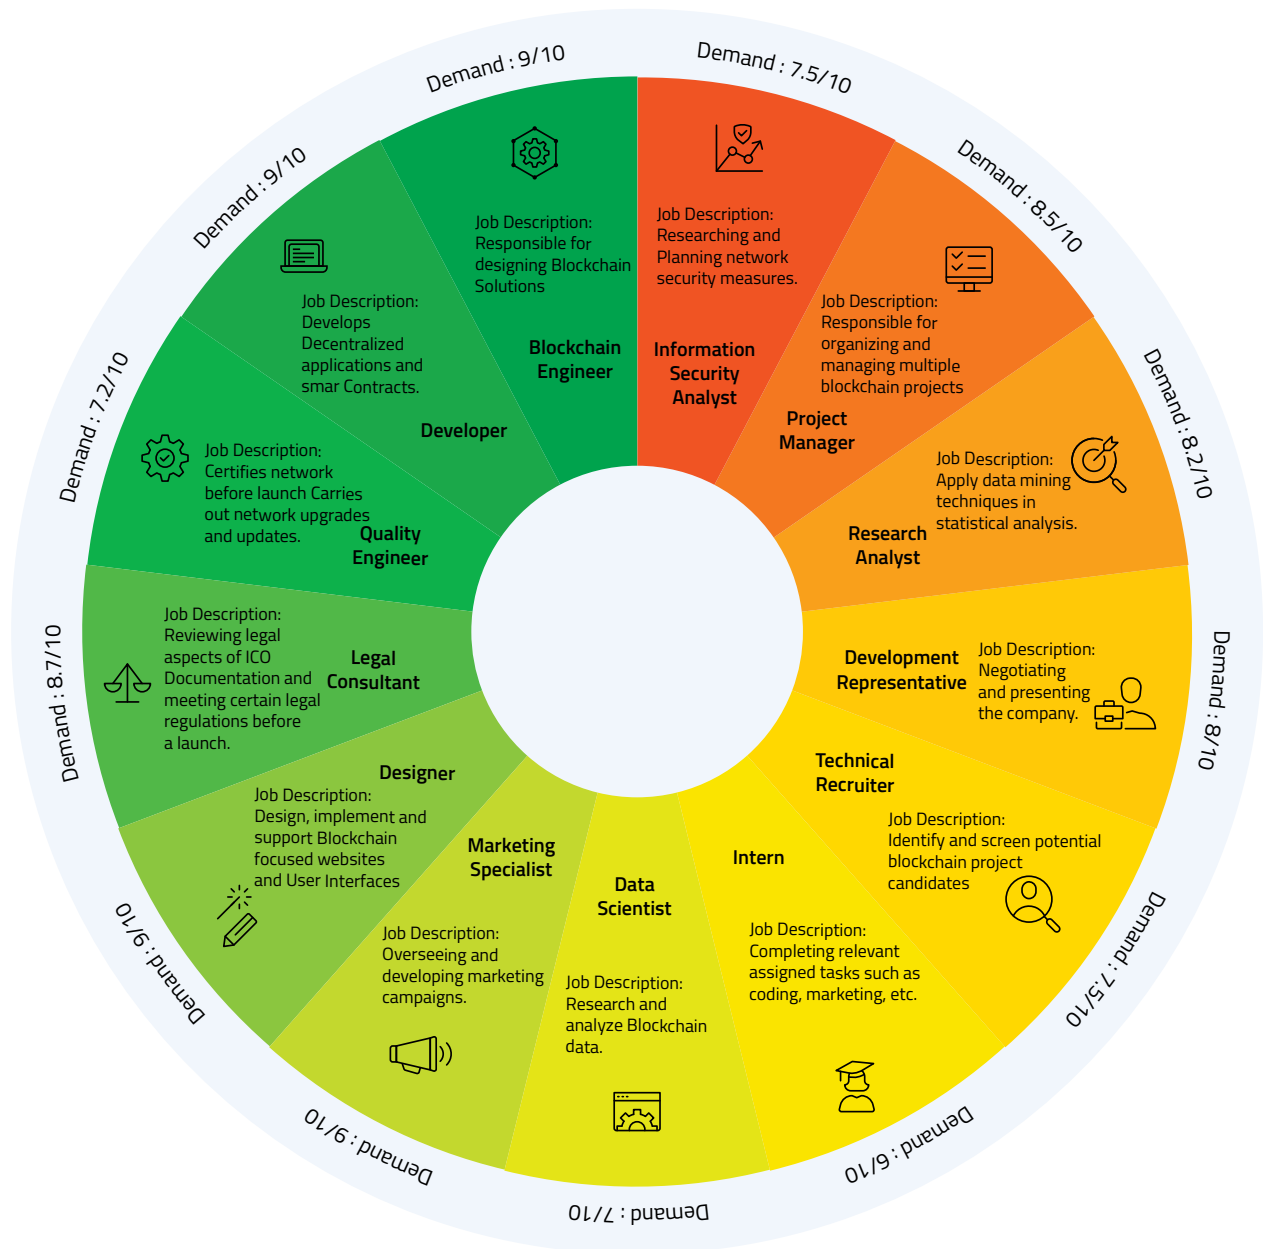 Demand : 7.5/10
Job Description:
Researching and
Planning network
security measures.
Information
Security
Analyst
Demand : 8.5/10
Job Description:
Responsible for
organizing and
managing multiple
blockchain projects
Project
Manager
Demand : 8.2/10
Job Description:
Apply data mining
techniques in
statistical analysis.
Research
Analyst
Demand : 8/10
Job Description:
Negotiating
and presenting
the company.
Development
Representative
Demand : 7.5/10
Technical
Recruiter
Job Description:
Identify and screen potential
blockchain project
candidates
Demand : 6/10
Intern
Job Description:
Completing relevant
assigned tasks such as
coding, marketing, etc.
Demand : 7/10
Data
Scientist
Job Description:
Research and
analyze Blockchain
data.
Demand : 9/10
Marketing
Specialist
Job Description:
Overseeing and
developing marketing
campaigns.
Demand : 9/10
Designer
Job Description:
Design, implement and
support Blockchain
focused websites
and User Interfaces
Demand : 8.7/10
Job Description:
Reviewing legal
aspects of ICO
Documentation and
meeting certain legal
regulations before
a launch.
Legal
Consultant
Demand : 7.2/10
Job Description:
Certifies network
before launch Carries
out network upgrades
and updates.
Quality
Engineer
Demand : 9/10
Job Description:
Develops
Decentralized
applications and
smar Contracts.
Developer
Demand : 9/10
Job Description:
Responsible for
designing Blockchain
Solutions
Blockchain
Engineer